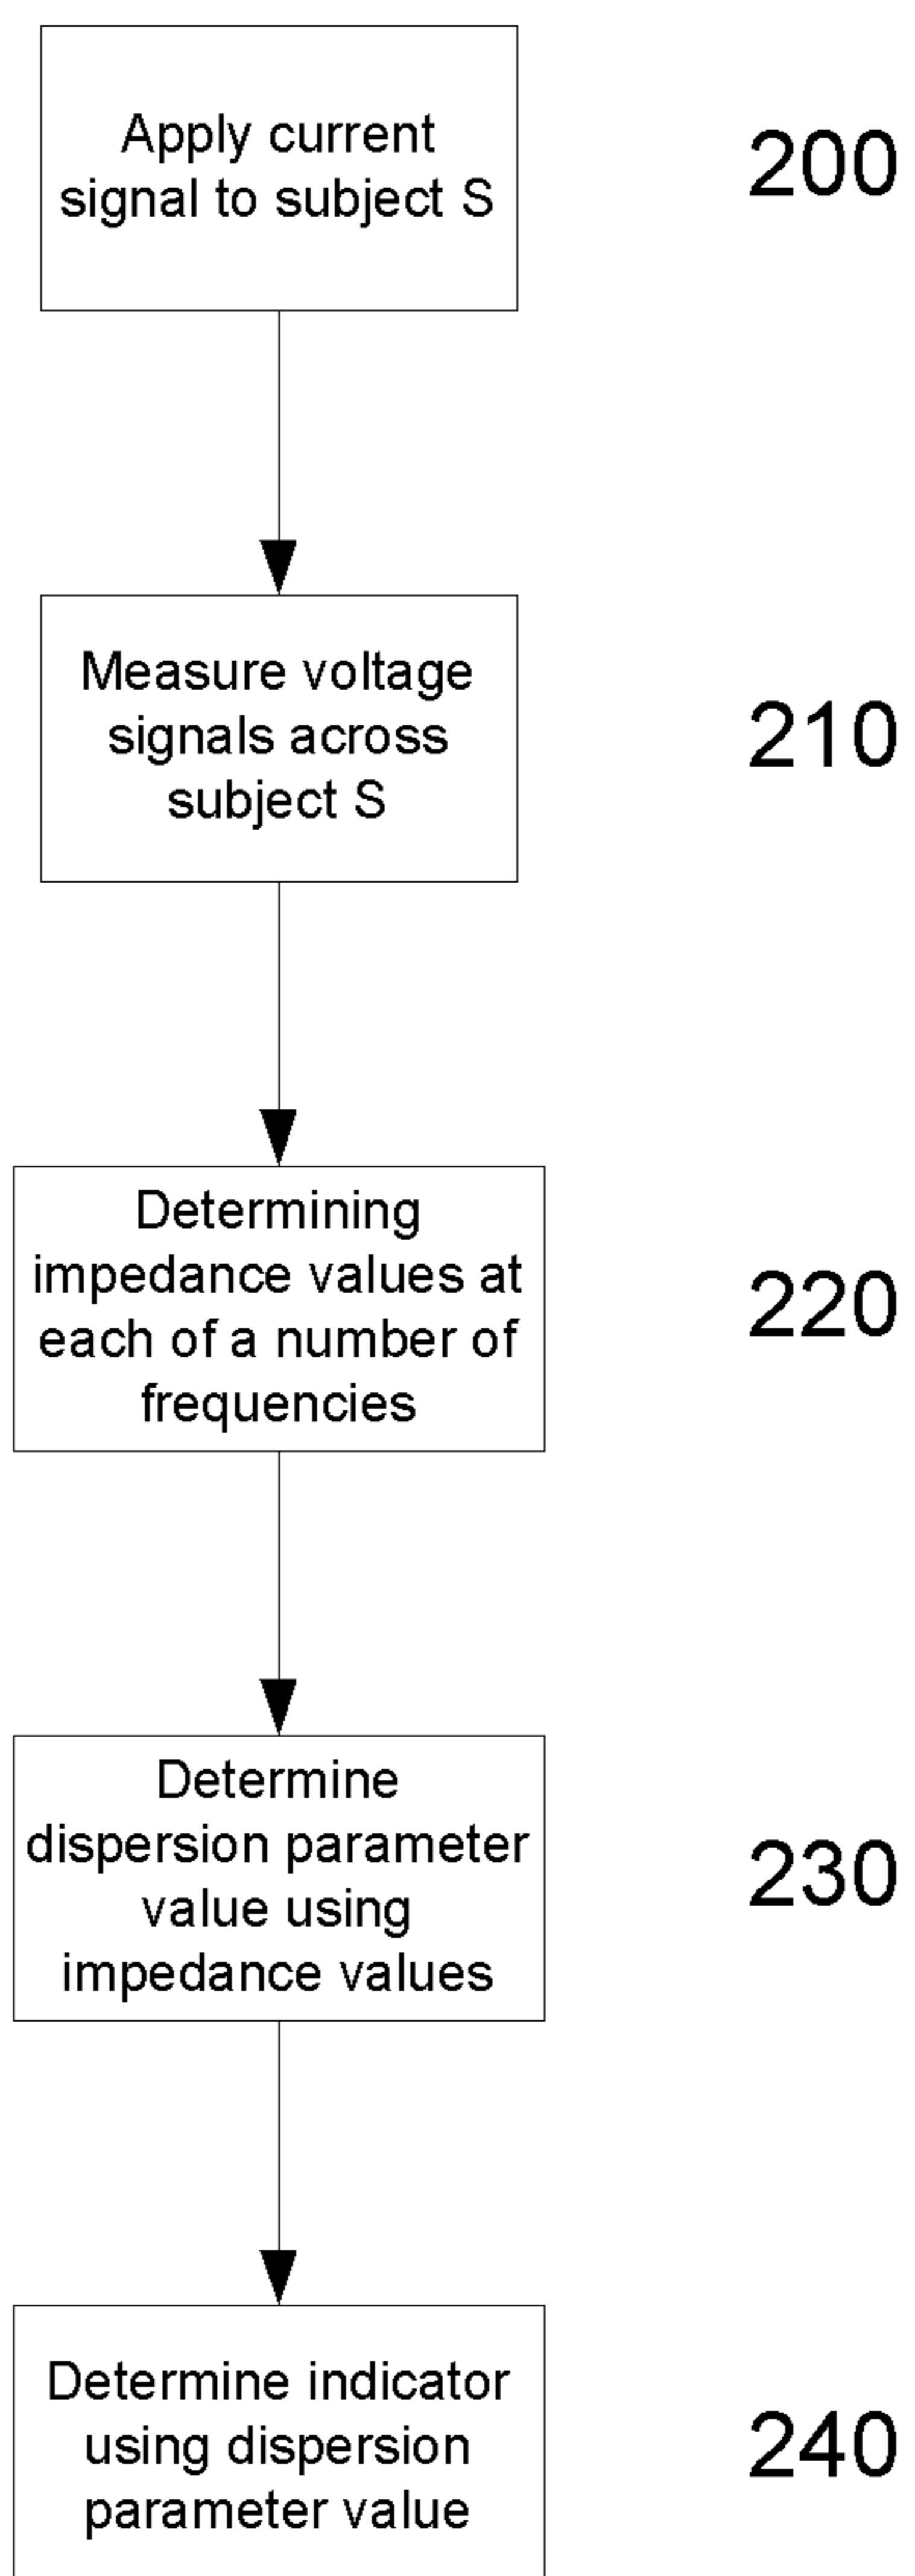 Apply current
signal to subject S
200
Measure voltage
signals across
subject S
210
Determining
impedance values at
each of a number of
frequencies
220
Determine
dispersion parameter
value using
impedance values
230
Determine indicator
using dispersion
parameter value
240